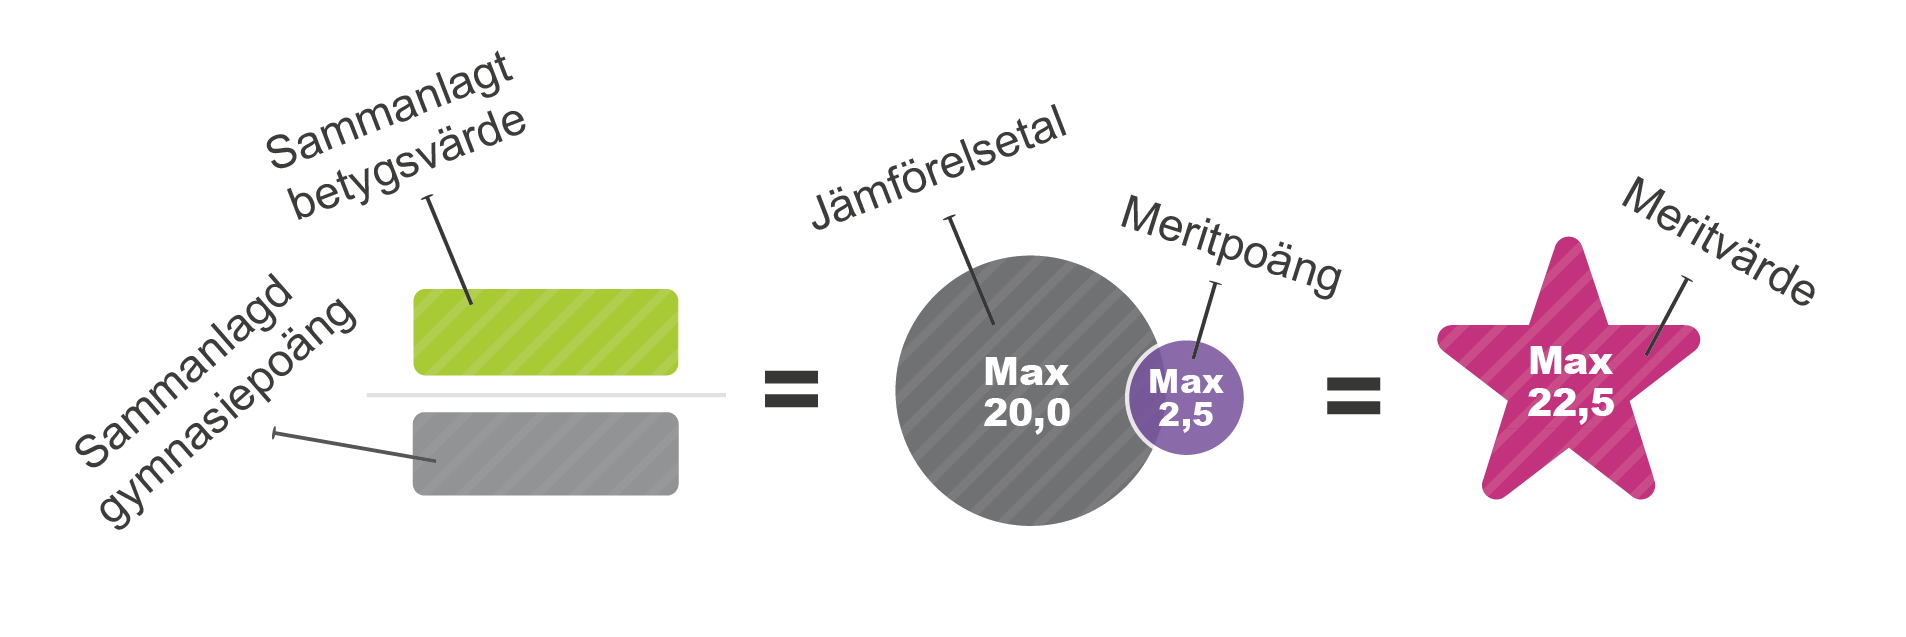 Sammanlagt
betygsvärde
Sammanlagd
gymnasiepoäng
=
Jämförelsetal
Max
20,0
Meritpoäng
Max
2,5
=
Meritvärde
Max
22,5